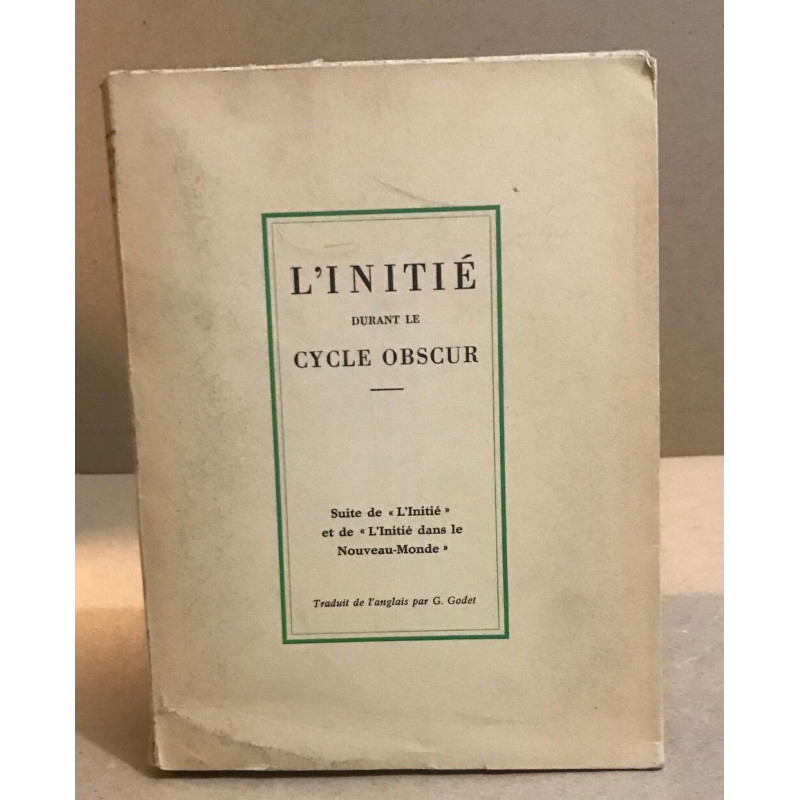 L'INITIÉ
DURANT LE
CYCLE OBSCUR
Suite de « L'Initié »
et de « L'Initié dans le
Nouveau-Monde »
Traduit de l'anglais par G. Godet